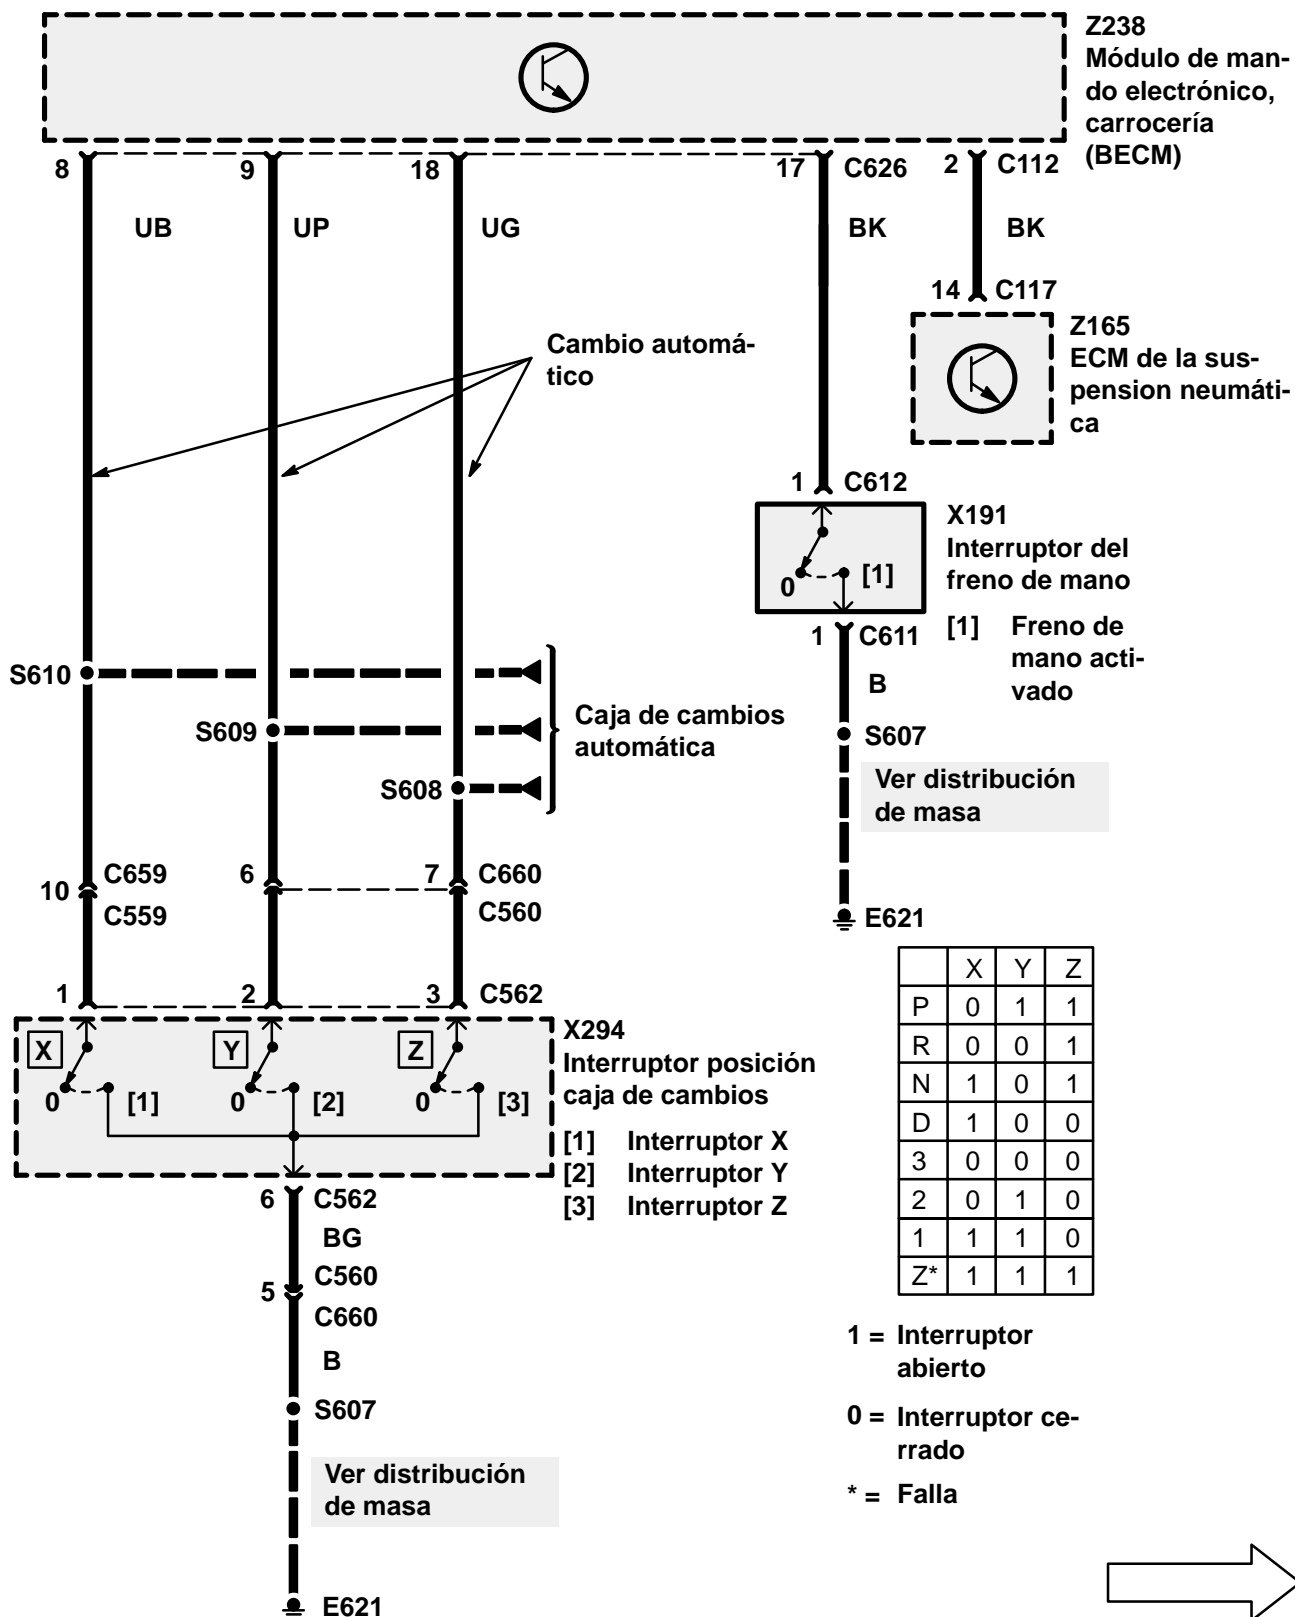 Z238
Módulo de man-
do electrónico,
carrocería
(BECM)
8 9 18 17 C626 2 C112
UB UP UG BK BK
14 C117
Z165
ECM de la sus-
pension neumáti-
ca
Cambio automá-
tico
1 C612
X191
Interruptor del
freno de mano
0 [1]
1 C611
[1] Freno de
mano acti-
vado
B
S607
Ver distribución
de masa
E621
S610
S609
S608
Caja de cambios
automática
10 C659 6 7 C660
C559 C560
1 2 3 C562
X Y Z
0 [1] 0 [2] 0 [3]
X294
Interruptor posición
caja de cambios
[1] Interruptor X
[2] Interruptor Y
[3] Interruptor Z
6 C562
BG
C560
5
C660
B
S607
Ver distribución
de masa
E621
X Y Z
P 0 1 1
R 0 0 1
N 1 0 1
D 1 0 0
3 0 0 0
2 0 1 0
1 1 1 0
Z* 1 1 1
1 = Interruptor
abierto
0 = Interruptor ce-
rrado
* = Falla